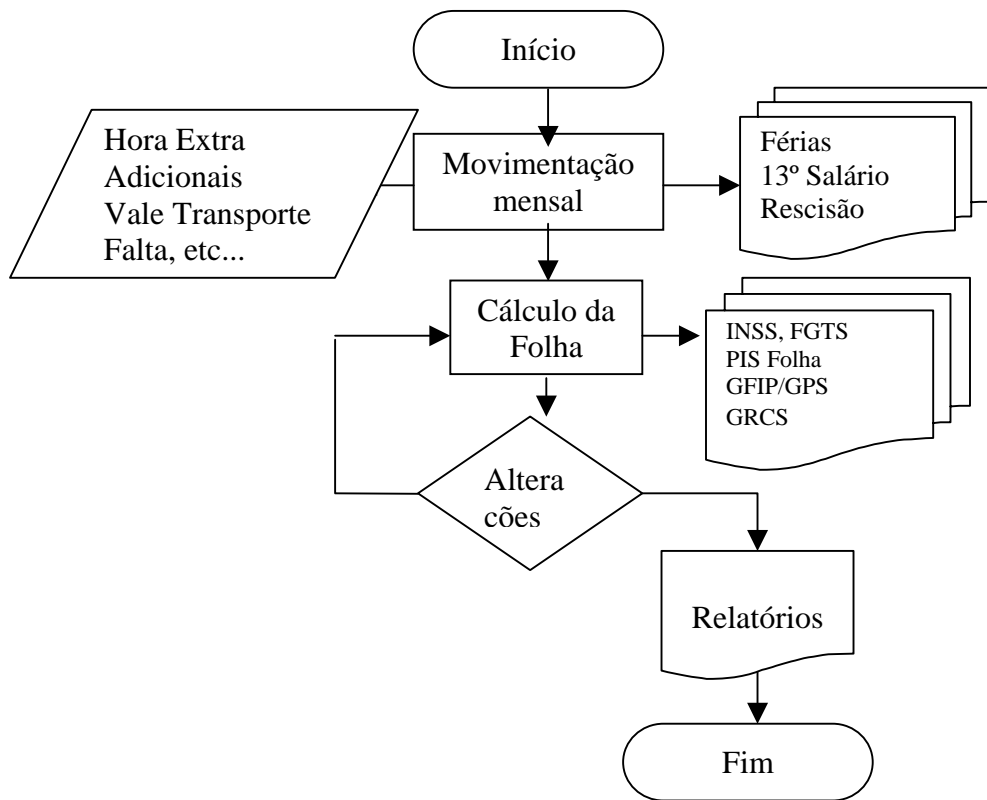 Início
Hora Extra
Adicionais
Vale Transporte
Falta, etc...
Movimentação
mensal
Férias
13º Salário
Rescisão
Cálculo da
Folha
INSS, FGTS
PIS Folha
GFIP/GPS
GRCS
Altera
cões
Relatórios
Fim